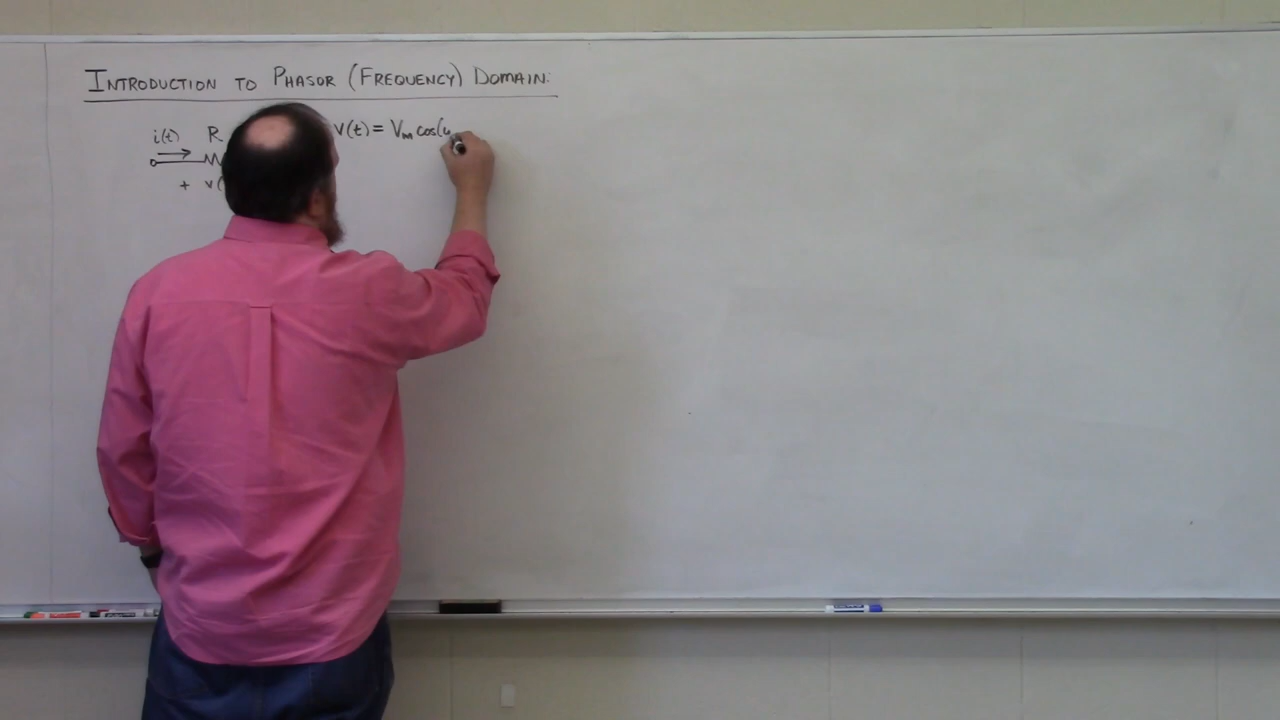 INTRODUCTION TO PHASOR (FREQUENCY) DOMAIN:
i(t) R v(t) = Vm cos(
+ v(